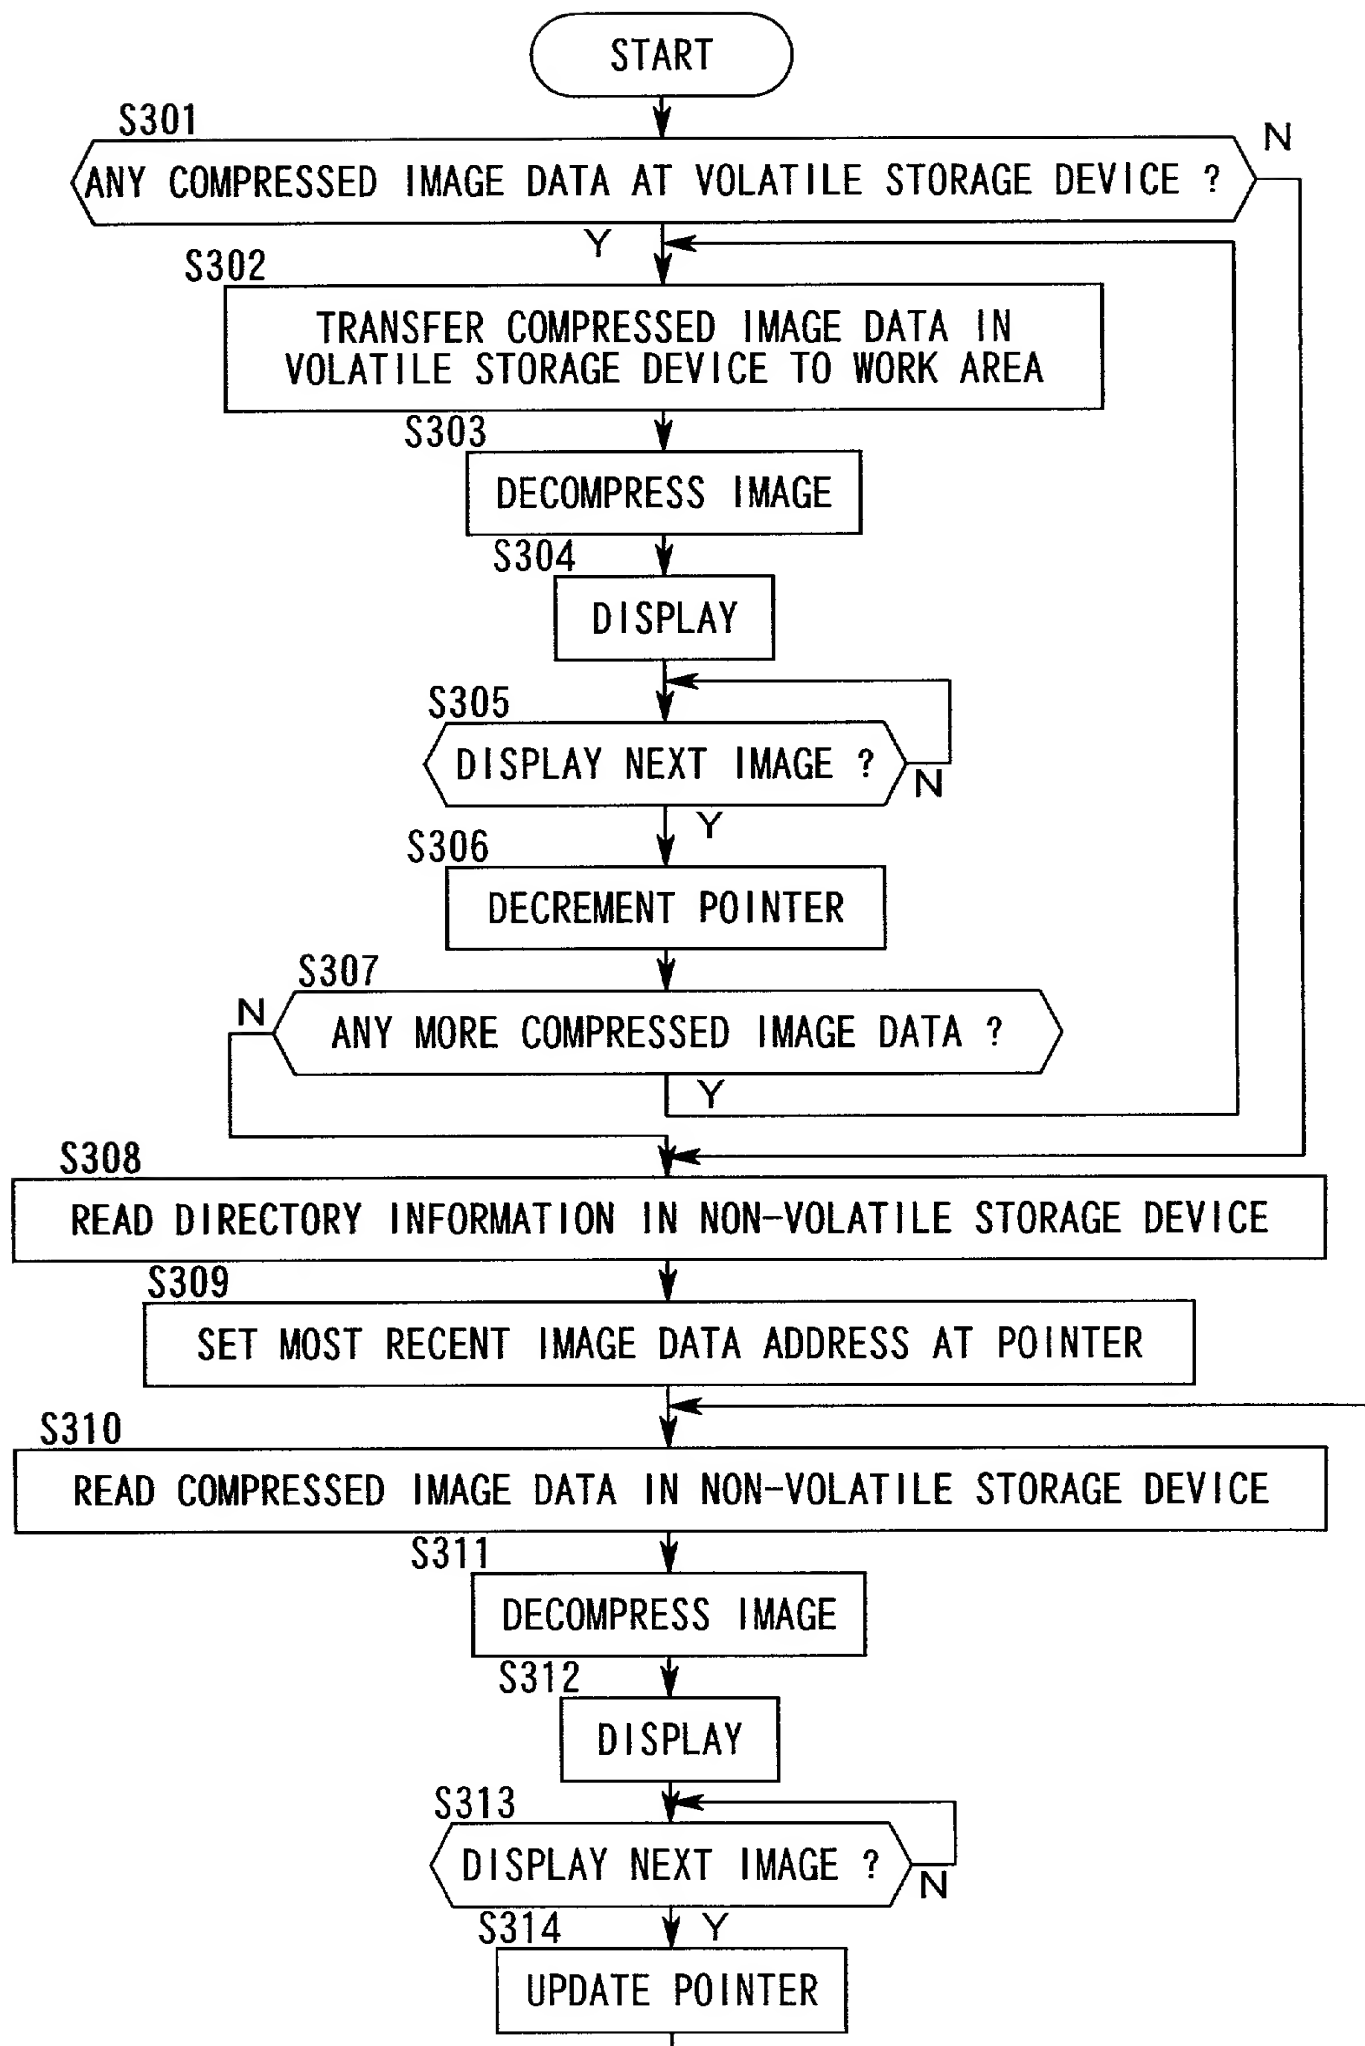 START
S301
N
ANY COMPRESSED IMAGE DATA AT VOLATILE STORAGE DEVICE ?
Y
S302
TRANSFER COMPRESSED IMAGE DATA IN
VOLATILE STORAGE DEVICE TO WORK AREA
S303
DECOMPRESS IMAGE
S304
DISPLAY
S305
DISPLAY NEXT IMAGE ?
N
Y
S306
DECREMENT POINTER
S307
N
ANY MORE COMPRESSED IMAGE DATA ?
Y
S308
READ DIRECTORY INFORMATION IN NON-VOLATILE STORAGE DEVICE
S309
SET MOST RECENT IMAGE DATA ADDRESS AT POINTER
S310
READ COMPRESSED IMAGE DATA IN NON-VOLATILE STORAGE DEVICE
S311
DECOMPRESS IMAGE
S312
DISPLAY
S313
DISPLAY NEXT IMAGE ?
N
S314
Y
UPDATE POINTER